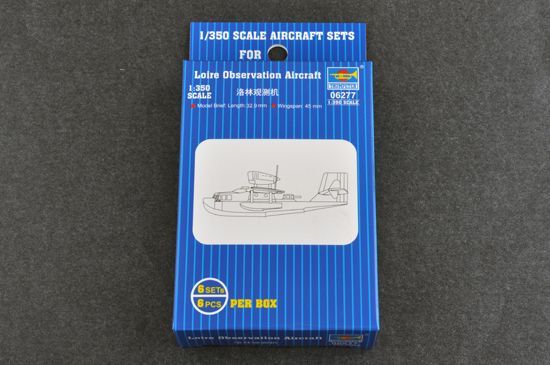 1/350 SCALE AIRCRAFT SETS
FOR
Loire Observation Aircraft
洛林观测机
1:350
SCALE
Model Brief: Length:32.9 mm Wingspan: 45 mm
06277
1:350 SCALE
6 SETs
6 PCS
PER BOX
Loire Observation Aircraft
06277